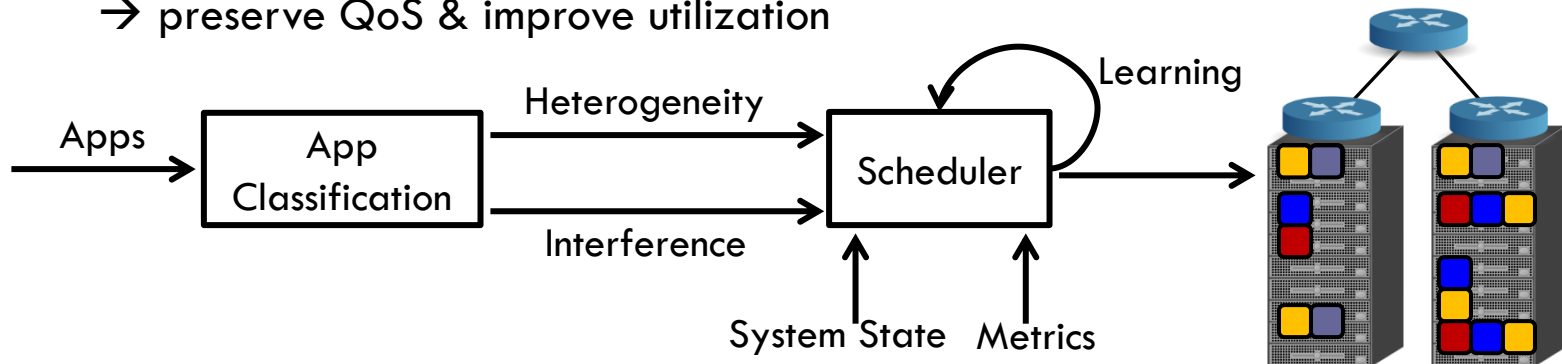 → preserve QoS & improve utilization
Learning
Heterogeneity
Apps
App
Classification
Scheduler
Interference
System State
Metrics